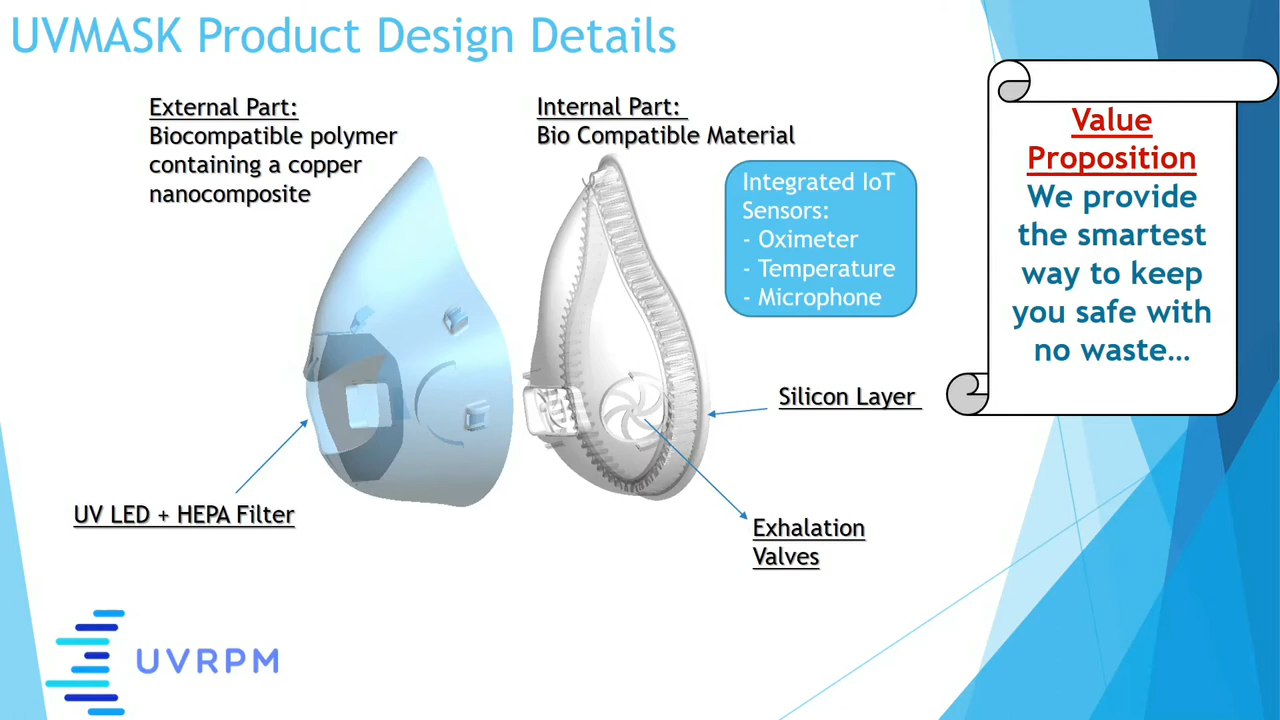 UVMASK Product Design Details
External Part:
Biocompatible polymer
containing a copper
nanocomposite
Internal Part:
Bio Compatible Material
Integrated IoT
Sensors:
- Oximeter
- Temperature
- Microphone
Value
Proposition
We provide
the smartest
way to keep
you safe with
no waste…
Silicon Layer
UV LED + HEPA Filter
Exhalation
Valves
UVRPM